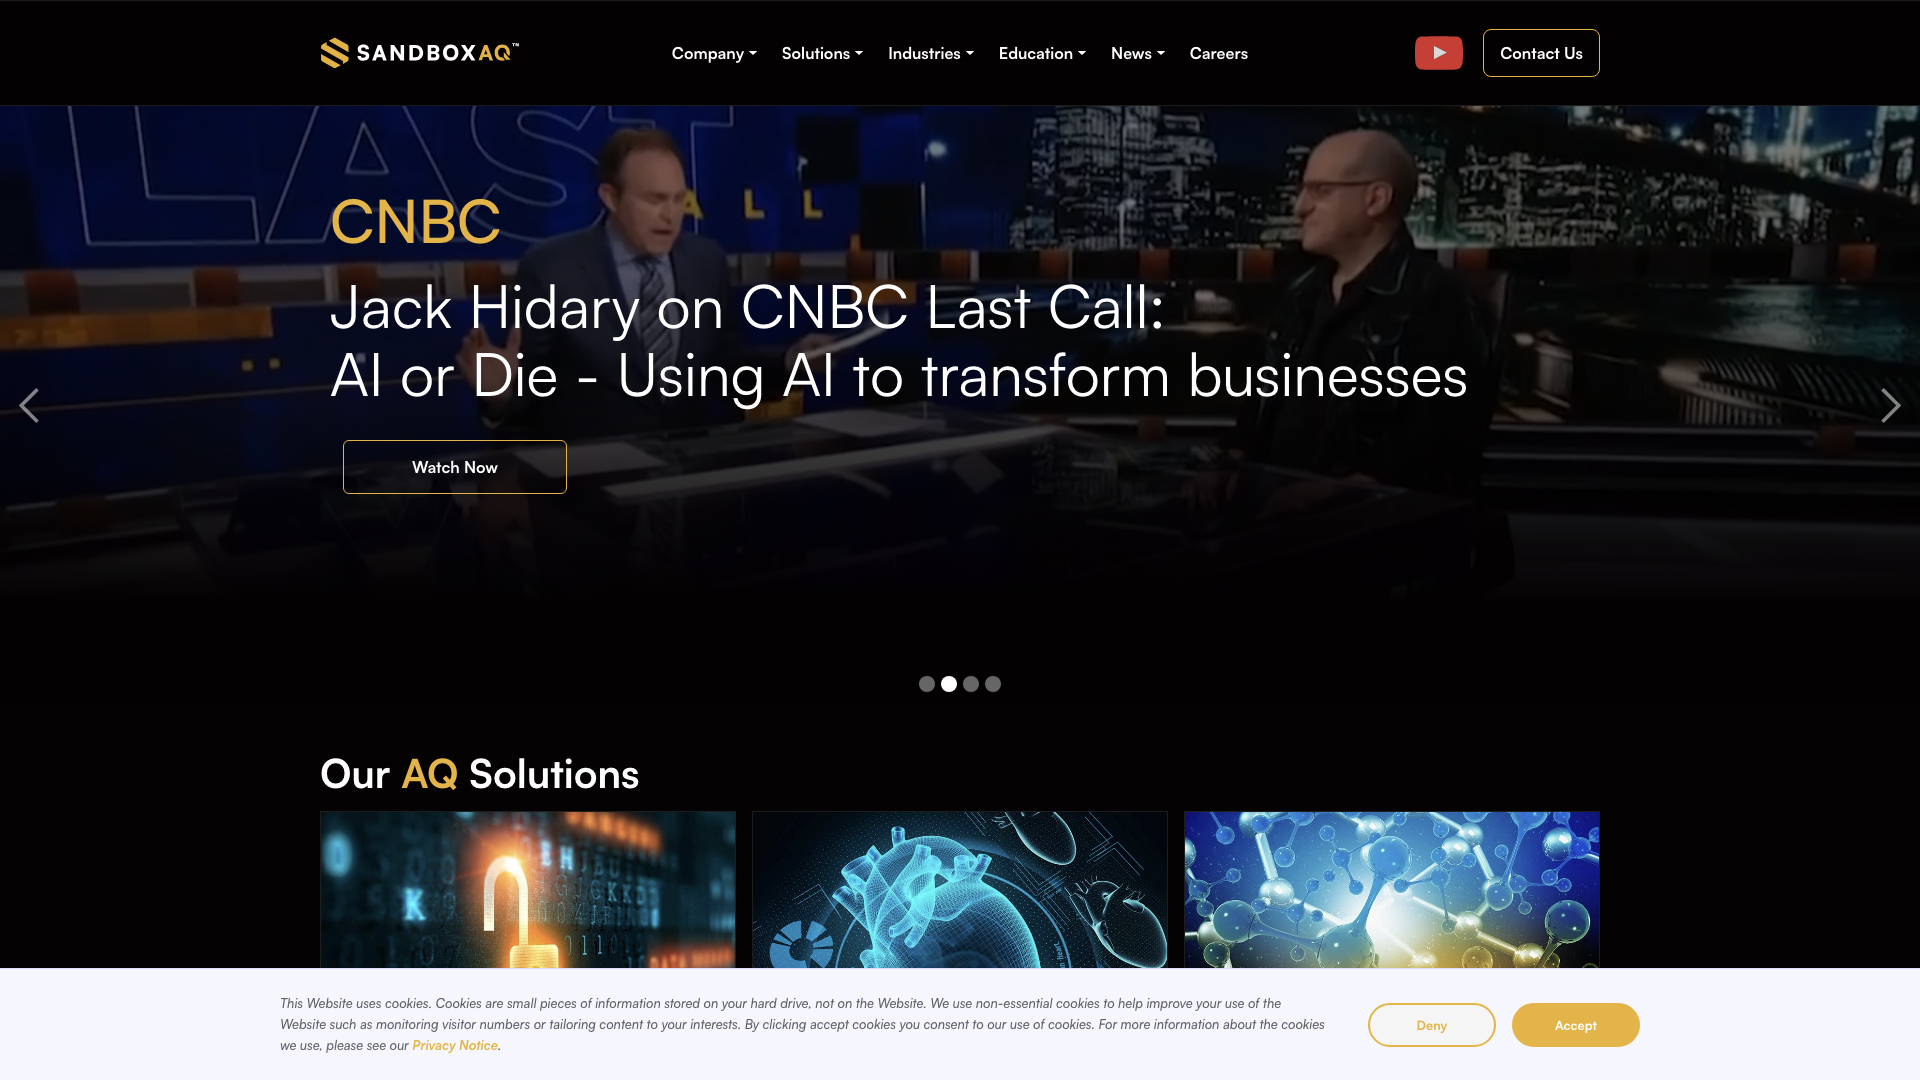 SANDBOXAQ™
Company
Solutions
Industries
Education
News
Careers
Contact Us
LAST
ALL
CNBC
Jack Hidary on CNBC Last Call:
AI or Die - Using AI to transform businesses
Watch Now
Our AQ Solutions
This Website uses cookies. Cookies are small pieces of information stored on your hard drive, not on the Website. We use non-essential cookies to help improve your use of the
Website such as monitoring visitor numbers or tailoring content to your interests. By clicking accept cookies you consent to our use of cookies. For more information about the cookies
we use, please see our Privacy Notice.
Deny
Accept